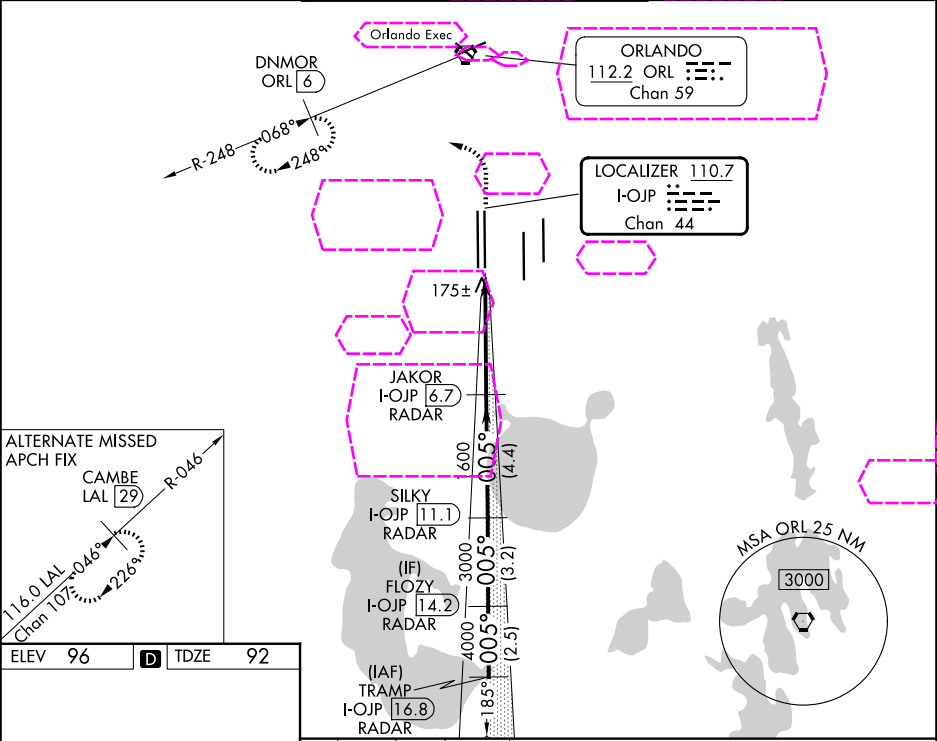 Orlando Exec
ORLANDO
112.2 ORL
Chan 59
DNMOR
ORL 6
R-248
068°
248°
LOCALIZER 110.7
I-OJP
Chan 44
175±
JAKOR
I-OJP 6.7
RADAR
600
005°
(4.4)
ALTERNATE MISSED
APCH FIX
CAMBE
LAL 29
R-046
046°
226°
116.0 LAL
Chan 107
SILKY
I-OJP 11.1
RADAR
3000
005°
(3.2)
(IF)
FLOZY
I-OJP 14.2
RADAR
4000
005°
(2.5)
MSA ORL 25 NM
3000
ELEV 96
D
TDZE 92
(IAF)
TRAMP
I-OJP 16.8
RADAR
185°